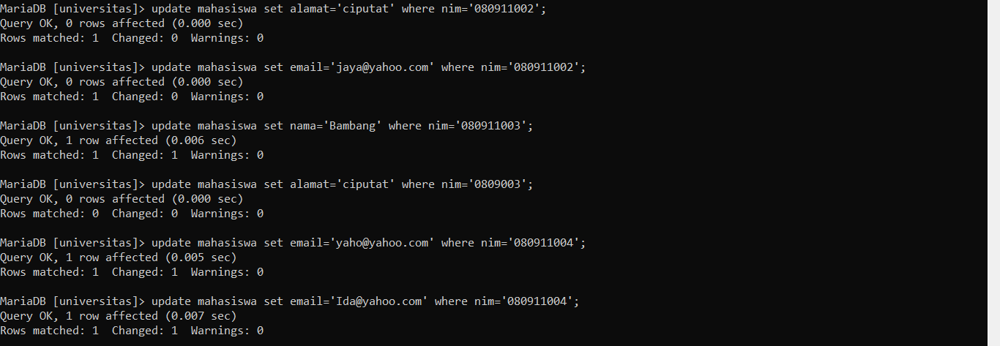 MariaDB [universitas]> update mahasiswa set alamat='ciputat' where nim='080911002';
Query OK, 0 rows affected (0.000 sec)
Rows matched: 1  Changed: 0  Warnings: 0
MariaDB [universitas]> update mahasiswa set email='jaya@yahoo.com' where nim='080911002';
Query OK, 0 rows affected (0.000 sec)
Rows matched: 1  Changed: 0  Warnings: 0
MariaDB [universitas]> update mahasiswa set nama='Bambang' where nim='080911003';
Query OK, 1 row affected (0.006 sec)
Rows matched: 1  Changed: 1  Warnings: 0
MariaDB [universitas]> update mahasiswa set alamat='ciputat' where nim='0809003';
Query OK, 0 rows affected (0.000 sec)
Rows matched: 0  Changed: 0  Warnings: 0
MariaDB [universitas]> update mahasiswa set email='yaho@yahoo.com' where nim='080911004';
Query OK, 1 row affected (0.005 sec)
Rows matched: 1  Changed: 1  Warnings: 0
MariaDB [universitas]> update mahasiswa set email='Ida@yahoo.com' where nim='080911004';
Query OK, 1 row affected (0.007 sec)
Rows matched: 1  Changed: 1  Warnings: 0